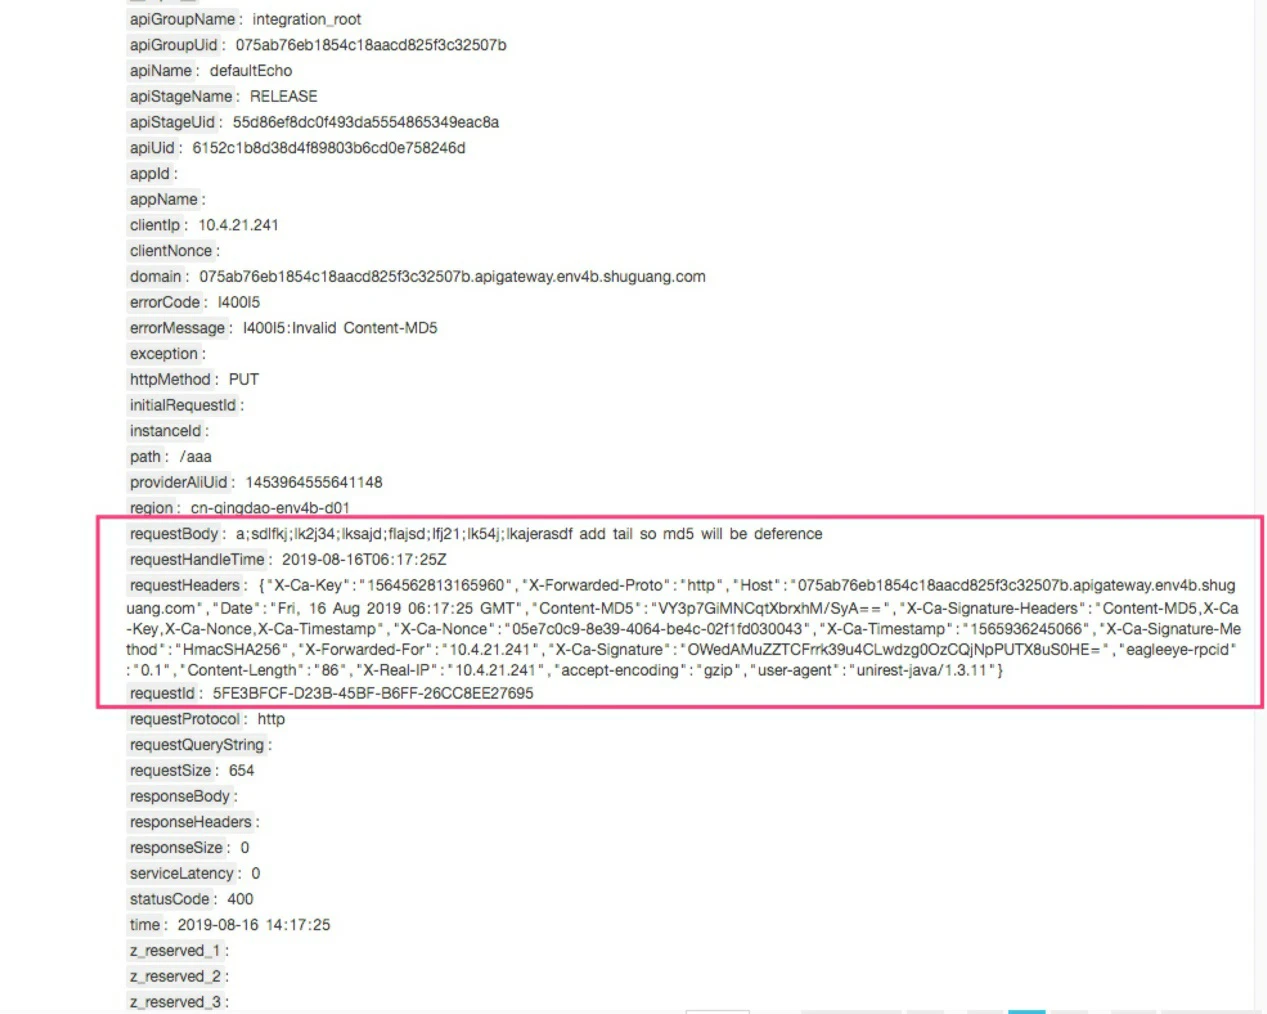 apiGroupName : integration_root
apiGroupUid : 075ab76eb1854c18aacd825f3c32507b
apiName : defaultEcho
apiStageName : RELEASE
apiStageUid : 55d86ef8dc0f493da5554865349eac8a
apiUid : 6152c1b8d38d4f89803b6cd0e758246d
appId :
appName :
clientIp : 10.4.21.241
clientNonce :
domain : 075ab76eb1854c18aacd825f3c32507b.apigateway.env4b.shuguang.com
errorCode : I400I5
errorMessage : I400I5:Invalid Content-MD5
exception :
httpMethod : PUT
initialRequestId :
instanceId :
path : /aaa
providerAliUid : 1453964555641148
region : cn-qingdao-env4b-d01
requestBody : a;sdlfkj;lk2j34;lksajd;flajsd;lfj21;lk54j;lkajerasdf add tail so md5 will be deference
requestHandleTime : 2019-08-16T06:17:25Z
requestHeaders : {"X-Ca-Key":"1564562813165960","X-Forwarded-Proto":"http","Host":"075ab76eb1854c18aacd825f3c32507b.apigateway.env4b.shug
uang.com","Date":"Fri, 16 Aug 2019 06:17:25 GMT","Content-MD5":"VY3p7GiMNCqtXbrxhM/SyA==","X-Ca-Signature-Headers":"Content-MD5,X-Ca
-Key,X-Ca-Nonce,X-Ca-Timestamp","X-Ca-Nonce":"05e7c0c9-8e39-4064-be4c-02f1fd030043","X-Ca-Timestamp":"1565936245066","X-Ca-Signature-Me
thod":"HmacSHA256","X-Forwarded-For":"10.4.21.241","X-Ca-Signature":"OWedAMuZZTCFrrk39u4CLwdzg0OzCQjNpPUTX8uS0HE=","eagleeye-rpcid"
:"0.1","Content-Length":"86","X-Real-IP":"10.4.21.241","accept-encoding":"gzip","user-agent":"unirest-java/1.3.11"}
requestId : 5FE3BFCF-D23B-45BF-B6FF-26CC8EE27695
requestProtocol : http
requestQueryString :
requestSize : 654
responseBody :
responseHeaders :
responseSize : 0
serviceLatency : 0
statusCode : 400
time : 2019-08-16 14:17:25
z_reserved_1 :
z_reserved_2 :
z_reserved_3 :